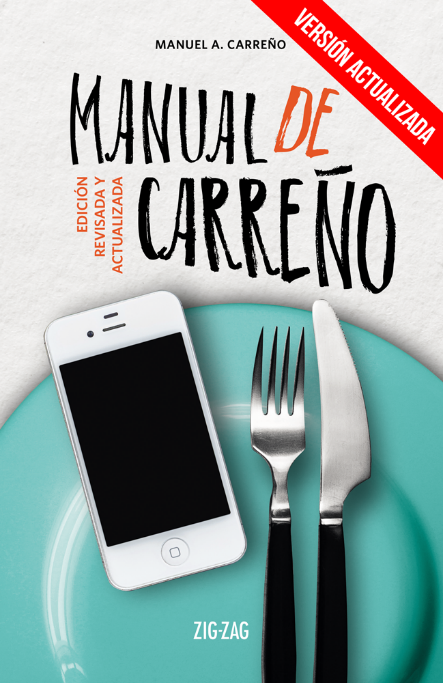 MANUEL A. CARREÑO
VERSIÓN ACTUALIZADA
MANUAL DE
CARREÑO
EDICIÓN
REVISADA Y
ACTUALIZADA
ZIG-ZAG